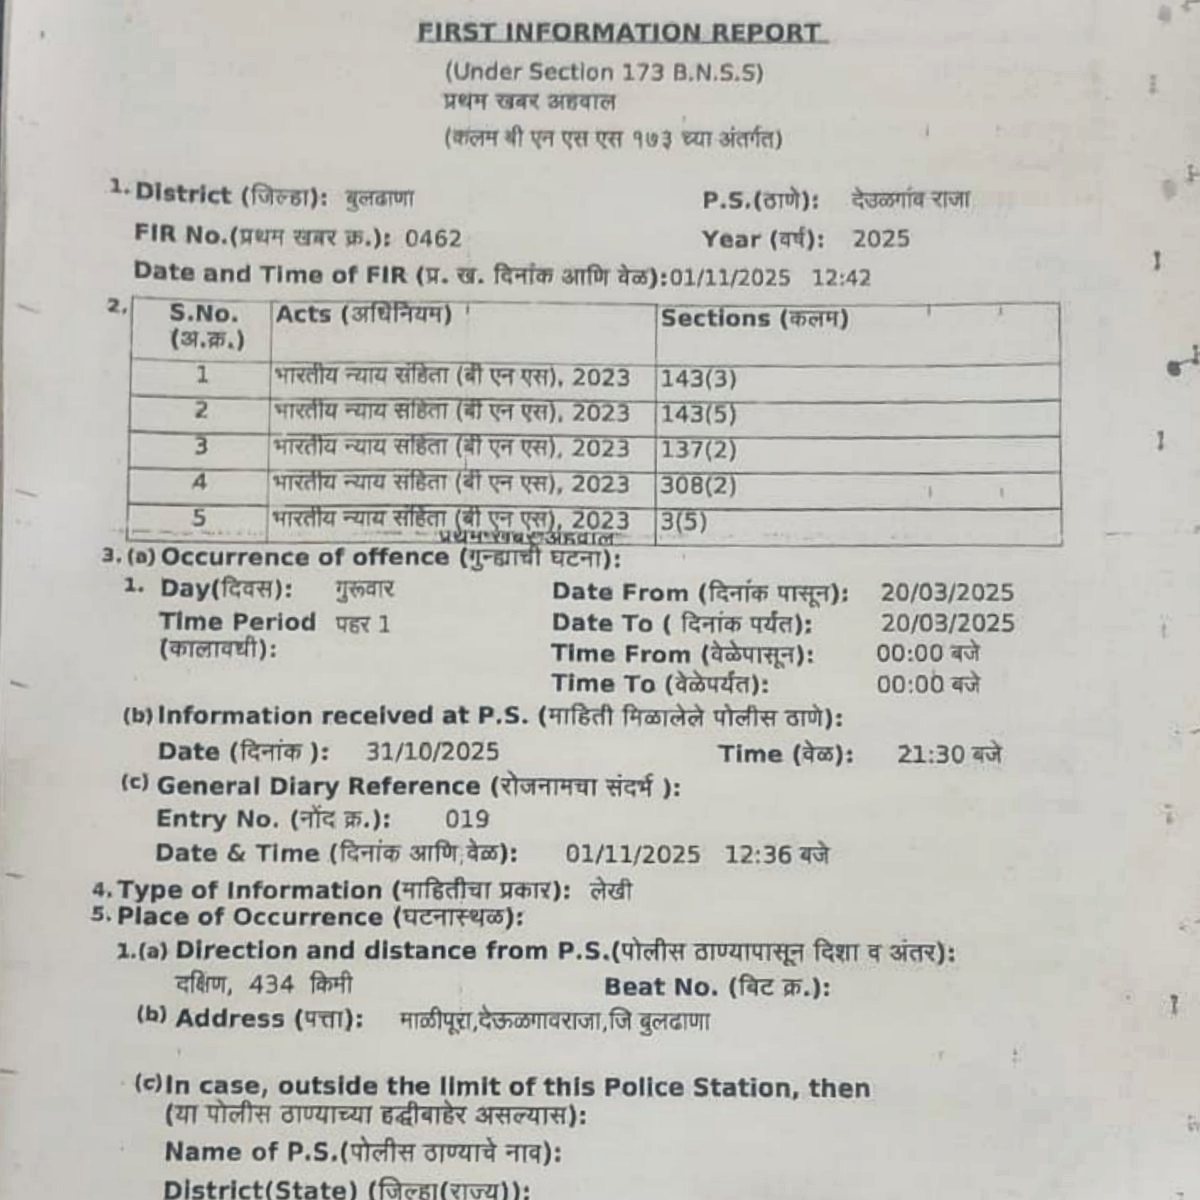 FIRST INFORMATION REPORT
(Under Section 173 B.N.S.S)
प्रथम खबर अहवाल
(कलम बी एन एस एस १७३ च्या अंतर्गत)
1. District (जिल्हा): बुलढाणा P.S.(ठाणे): देउळगांव राजा
FIR No.(प्रथम खबर क्र.): 0462 Year (वर्ष): 2025
Date and Time of FIR (प्र. ख. दिनांक आणि वेळ):01/11/2025 12:42
2. S.No. (अ.क्र.) Acts (अधिनियम) Sections (कलम)
1 भारतीय न्याय संहिता (बी एन एस), 2023 143(3)
2 भारतीय न्याय संहिता (बी एन एस), 2023 143(5)
3 भारतीय न्याय संहिता (बी एन एस), 2023 137(2)
4 भारतीय न्याय संहिता (बी एन एस), 2023 308(2)
5 भारतीय न्याय संहिता (बी एन एस), 2023 3(5)
प्रथम खबर अहवाल
3. (a) Occurrence of offence (गुन्ह्याची घटना):
1. Day(दिवस): गुरूवार Date From (दिनांक पासून): 20/03/2025
Time Period पहर 1 Date To ( दिनांक पर्यंत): 20/03/2025
(कालावधी): Time From (वेळेपासून): 00:00 बजे
Time To (वेळेपर्यंत): 00:00 बजे
(b) Information received at P.S. (माहिती मिळालेले पोलीस ठाणे):
Date (दिनांक ): 31/10/2025 Time (वेळ): 21:30 बजे
(c) General Diary Reference (रोजनामचा संदर्भ ):
Entry No. (नोंद क्र.): 019
Date & Time (दिनांक आणि वेळ): 01/11/2025 12:36 बजे
4. Type of Information (माहितीचा प्रकार): लेखी
5. Place of Occurrence (घटनास्थळ):
1.(a) Direction and distance from P.S.(पोलीस ठाण्यापासून दिशा व अंतर):
दक्षिण, 434 किमी Beat No. (बिट क्र.):
(b) Address (पत्ता): माळीपूरा,देऊळगावराजा,जि बुलढाणा
(c)In case, outside the limit of this Police Station, then
(या पोलीस ठाण्याच्या हद्दीबाहेर असल्यास):
Name of P.S.(पोलीस ठाण्याचे नाव):
District(State) (जिल्हा(राज्य)):